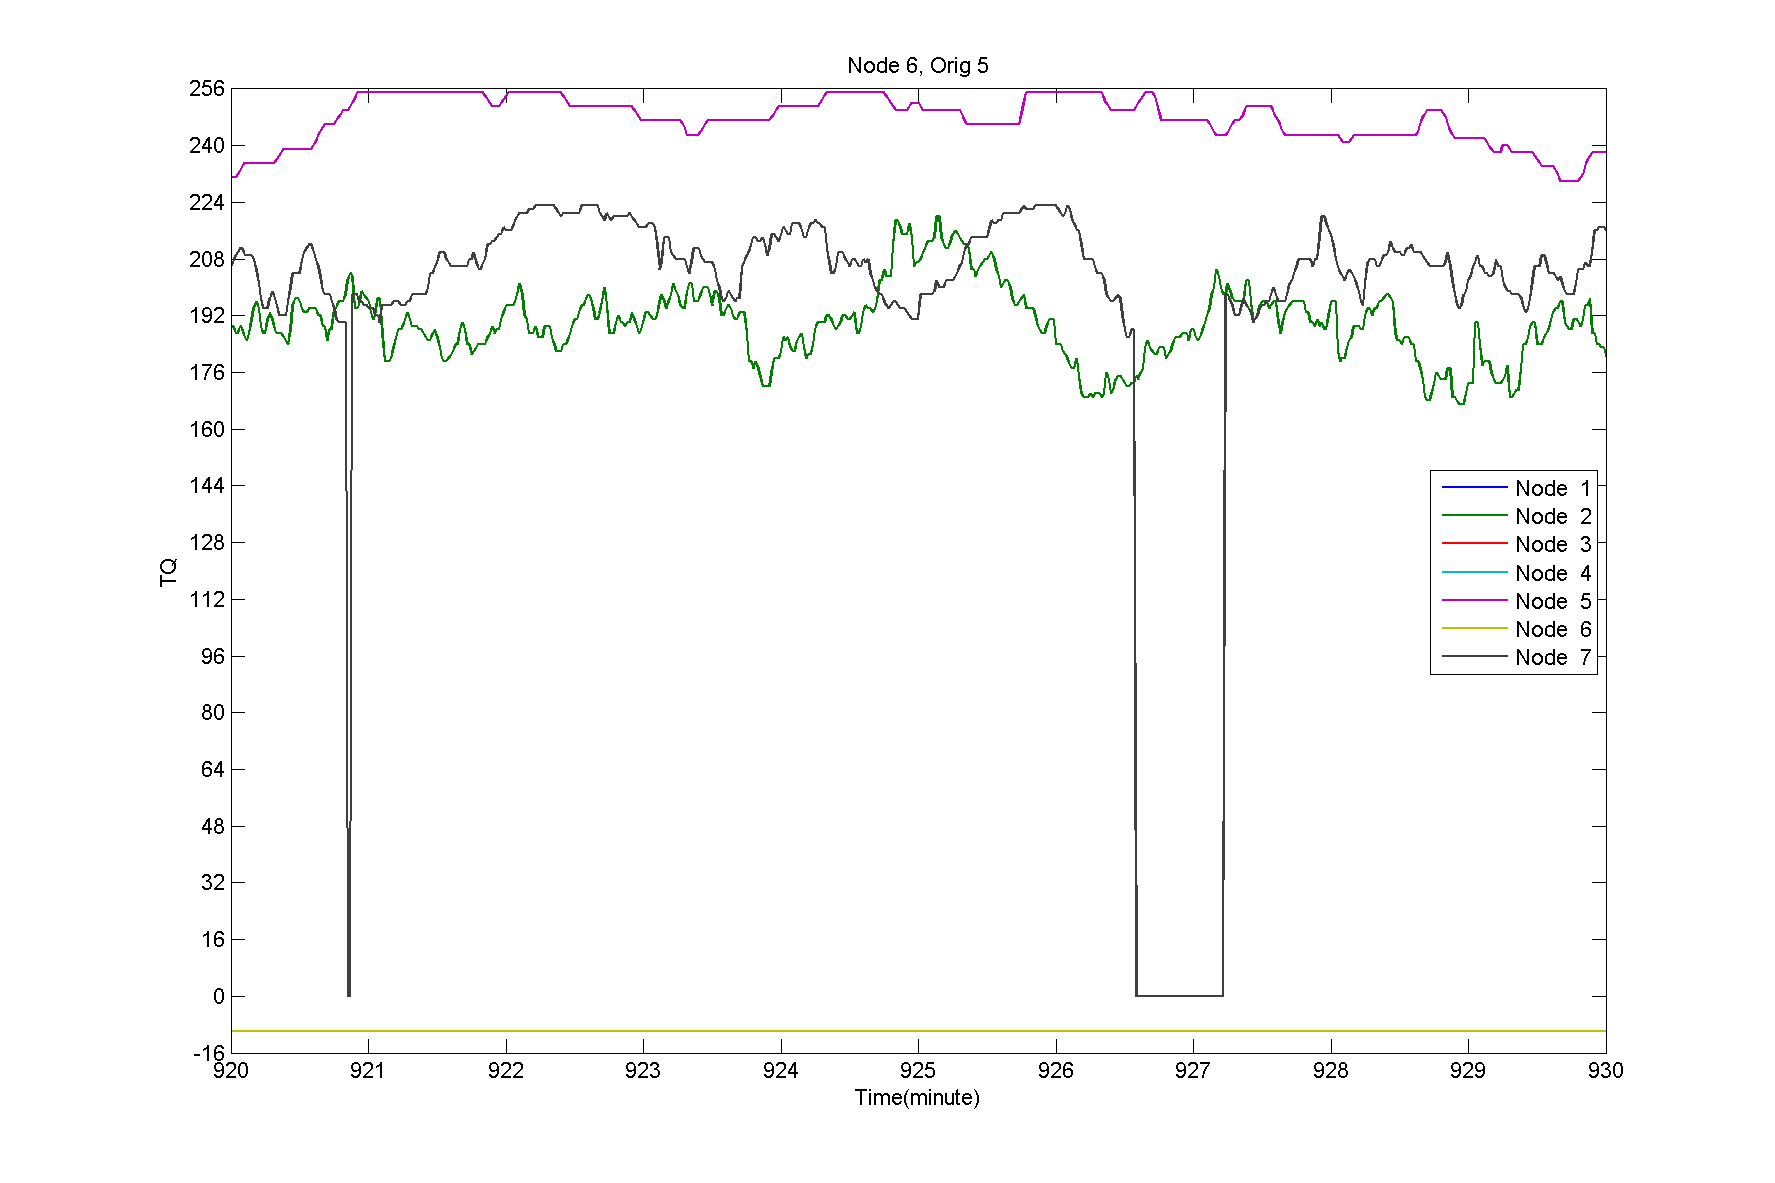 Node 6, Orig 5
256
240
224
208
192
176
160
144
128
112
96
80
64
48
32
16
0
-16
TQ
Node 1
Node 2
Node 3
Node 4
Node 5
Node 6
Node 7
920 921 922 923 924 925 926 927 928 929 930
Time(minute)